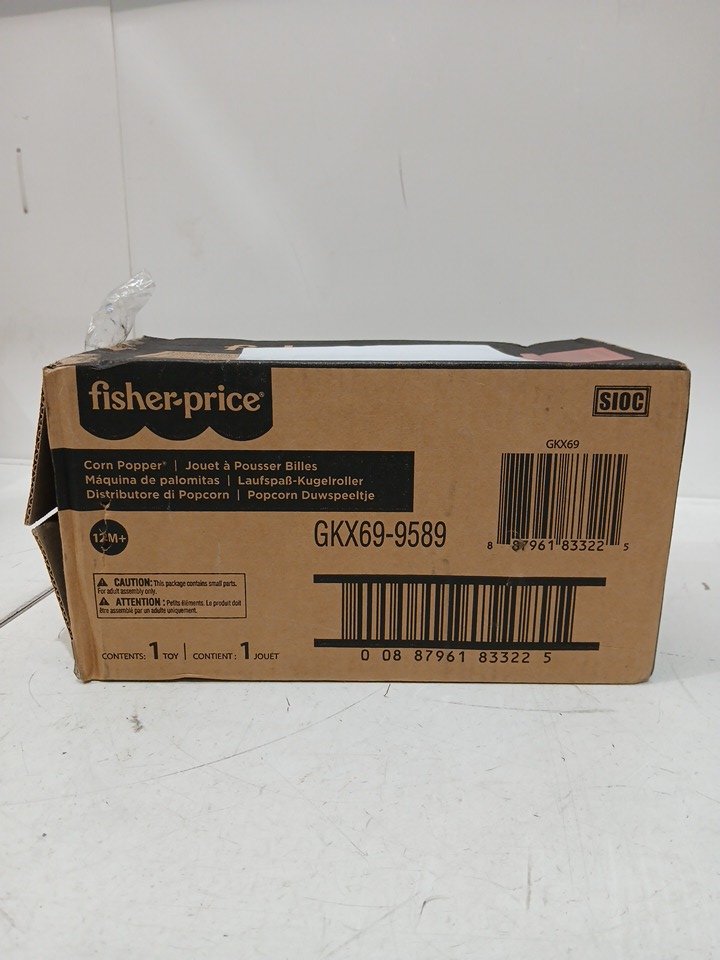 fisher-price®
SIOC
Corn Popper® | Jouet à Pousser Billes
Máquina de palomitas | Laufspaß-Kugelroller
Distributore di Popcorn | Popcorn Duwspeeltje
12M+
GKX69-9589
GKX69
8 87961 83322 5
CAUTION: This package contains small parts.
For adult assembly only.
ATTENTION : Petits éléments. Le produit doit
être assemblé par un adulte uniquement.
CONTENTS: 1 TOY | CONTIENT : 1 JOUET
0 08 87961 83322 5